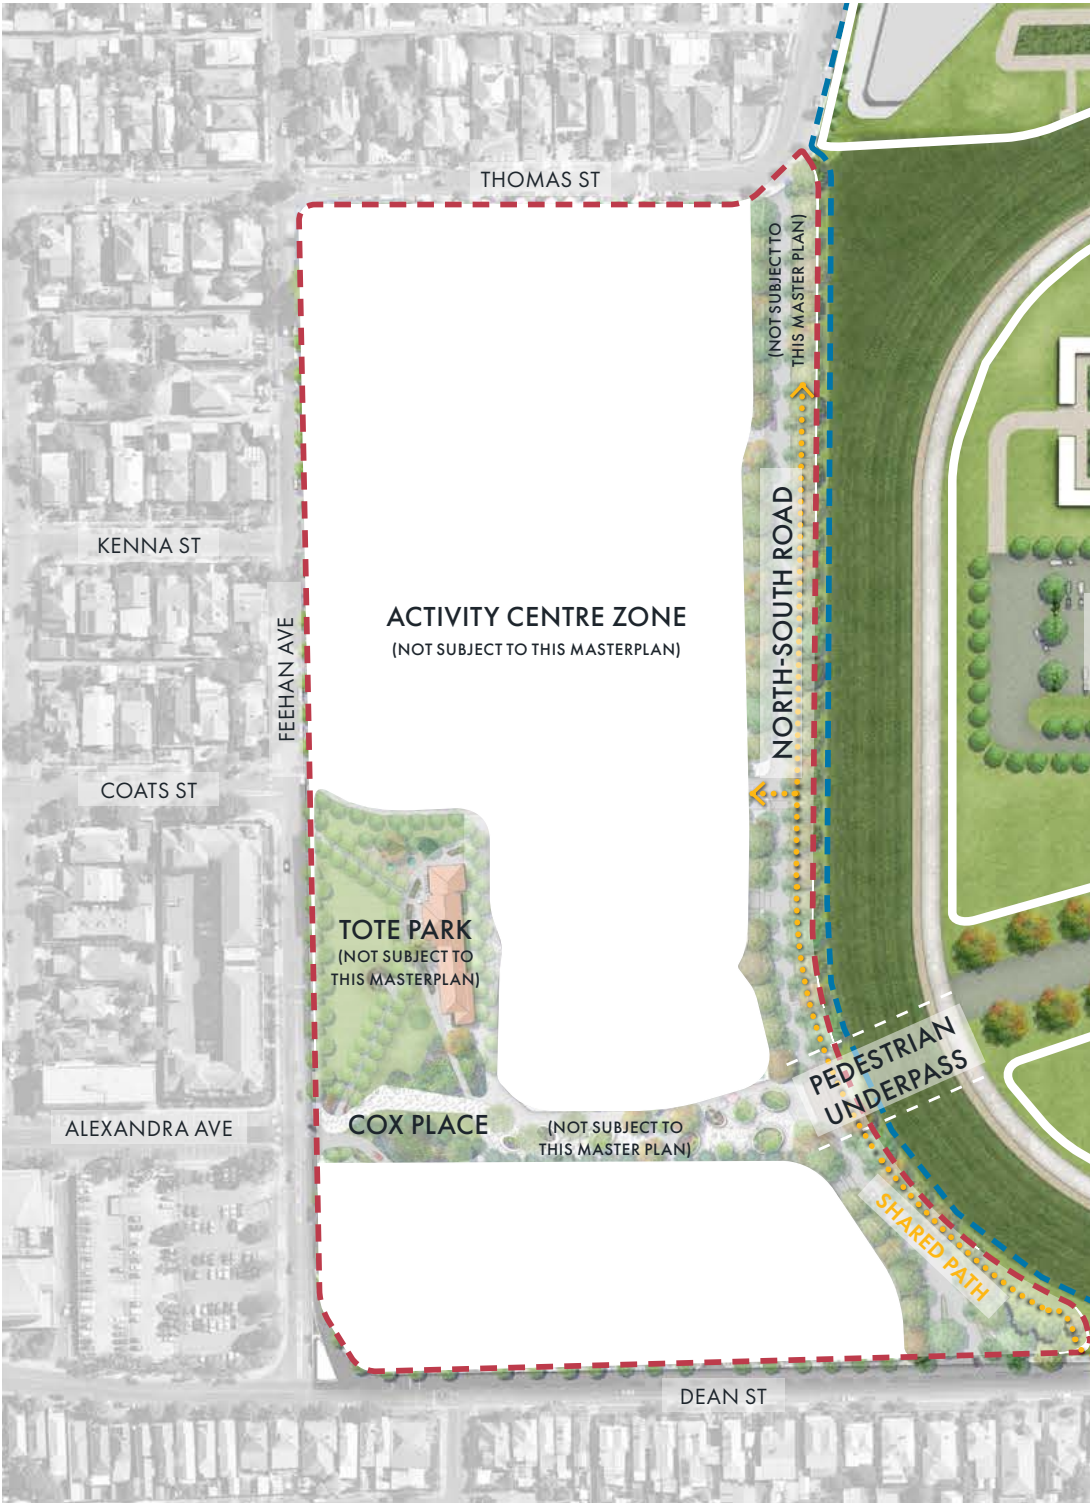 THOMAS ST
(NOT SUBJECT TO
THIS MASTER PLAN)
KENNA ST
NORTH-SOUTH ROAD
ACTIVITY CENTRE ZONE
(NOT SUBJECT TO THIS MASTERPLAN)
FEEHAN AVE
COATS ST
TOTE PARK
(NOT SUBJECT TO
THIS MASTERPLAN)
PEDESTRIAN
UNDERPASS
ALEXANDRA AVE
COX PLACE
(NOT SUBJECT TO
THIS MASTER PLAN)
SHARED PATH
DEAN ST